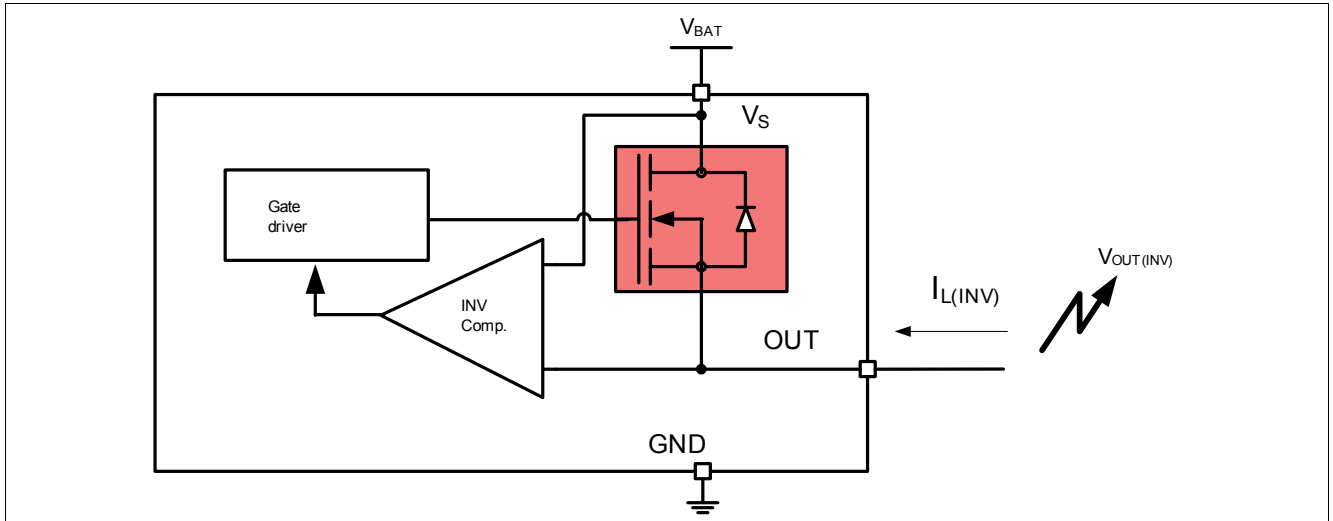 VBAT
VS
Gate
driver
INV
Comp.
OUT
IL(INV)
VOUT(INV)
GND